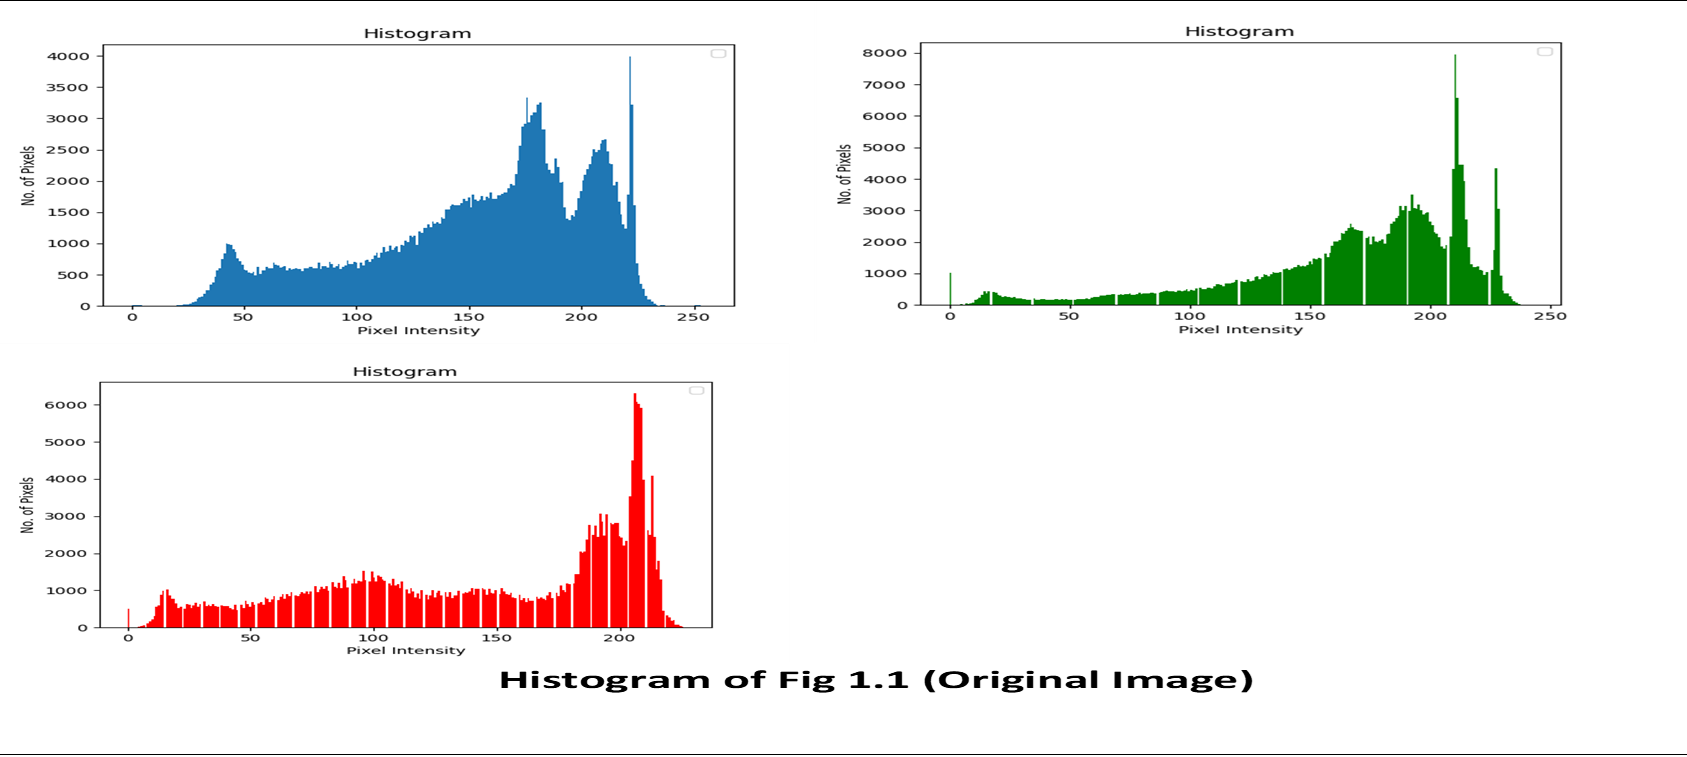 Histogram
4000
3500
3000
2500
2000
1500
1000
500
0
No. of Pixels
0 50 100 150 200 250
Pixel Intensity
Histogram
8000
7000
6000
5000
4000
3000
2000
1000
0
No. of Pixels
0 50 100 150 200 250
Pixel Intensity
Histogram
6000
5000
4000
3000
2000
1000
0
No. of Pixels
0 50 100 150 200
Pixel Intensity
Histogram of Fig 1.1 (Original Image)